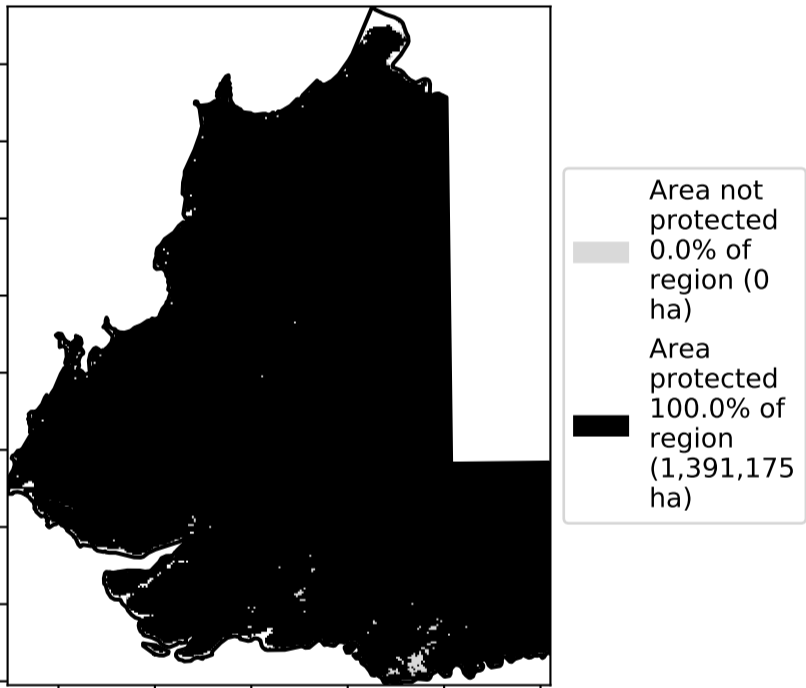 Area not
protected
0.0% of
region (0
ha)
Area
protected
100.0% of
region
(1,391,175
ha)